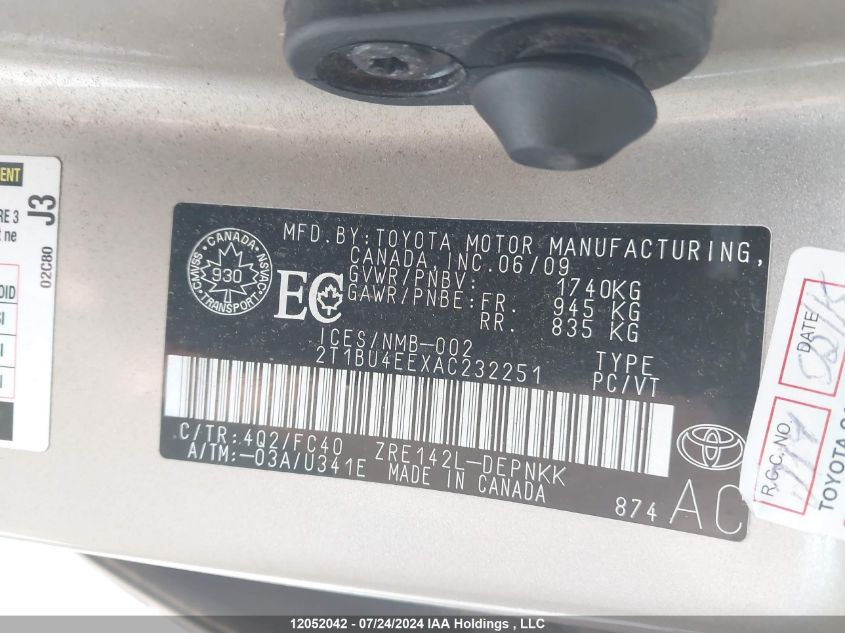 MFD.BY:TOYOTA MOTOR MANUFACTURING,
CANADA, INC. 06/09
GVWR/PNBV: 1740KG
GAWR/PNBE:FR. 945 KG
RR. 835 KG
ICES/NMB-002
2T1BU4EEXAC232251
TYPE
PC/VT
CANADA
CMVSS
NSVAC
930
TRANSPORT
EC
C/TR:4Q2/FC40 ZRE142L-DEPNKK
A/TM:-03A/U341E MADE IN CANADA
874 AC
J3
02C80
R.G.C. NO.
DATE
12052042 - 07/24/2024 IAA Holdings , LLC